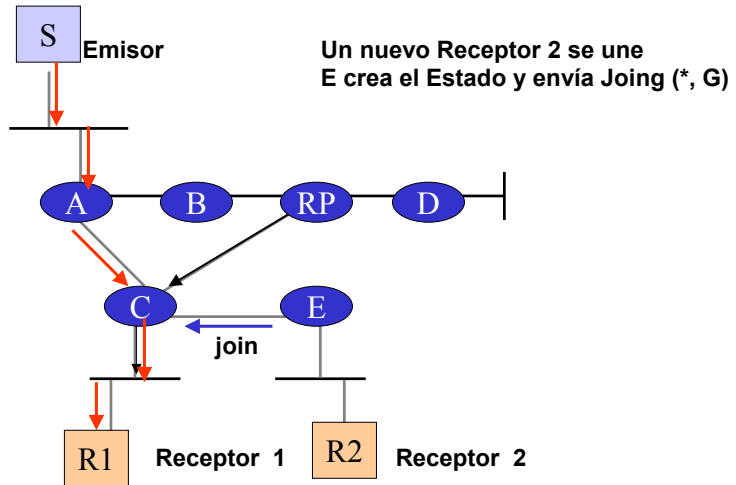 S
Emisor
Un nuevo Receptor 2 se une
E crea el Estado y envía Joing (*, G)
A
B
RP
D
C
E
join
R1
Receptor 1
R2
Receptor 2